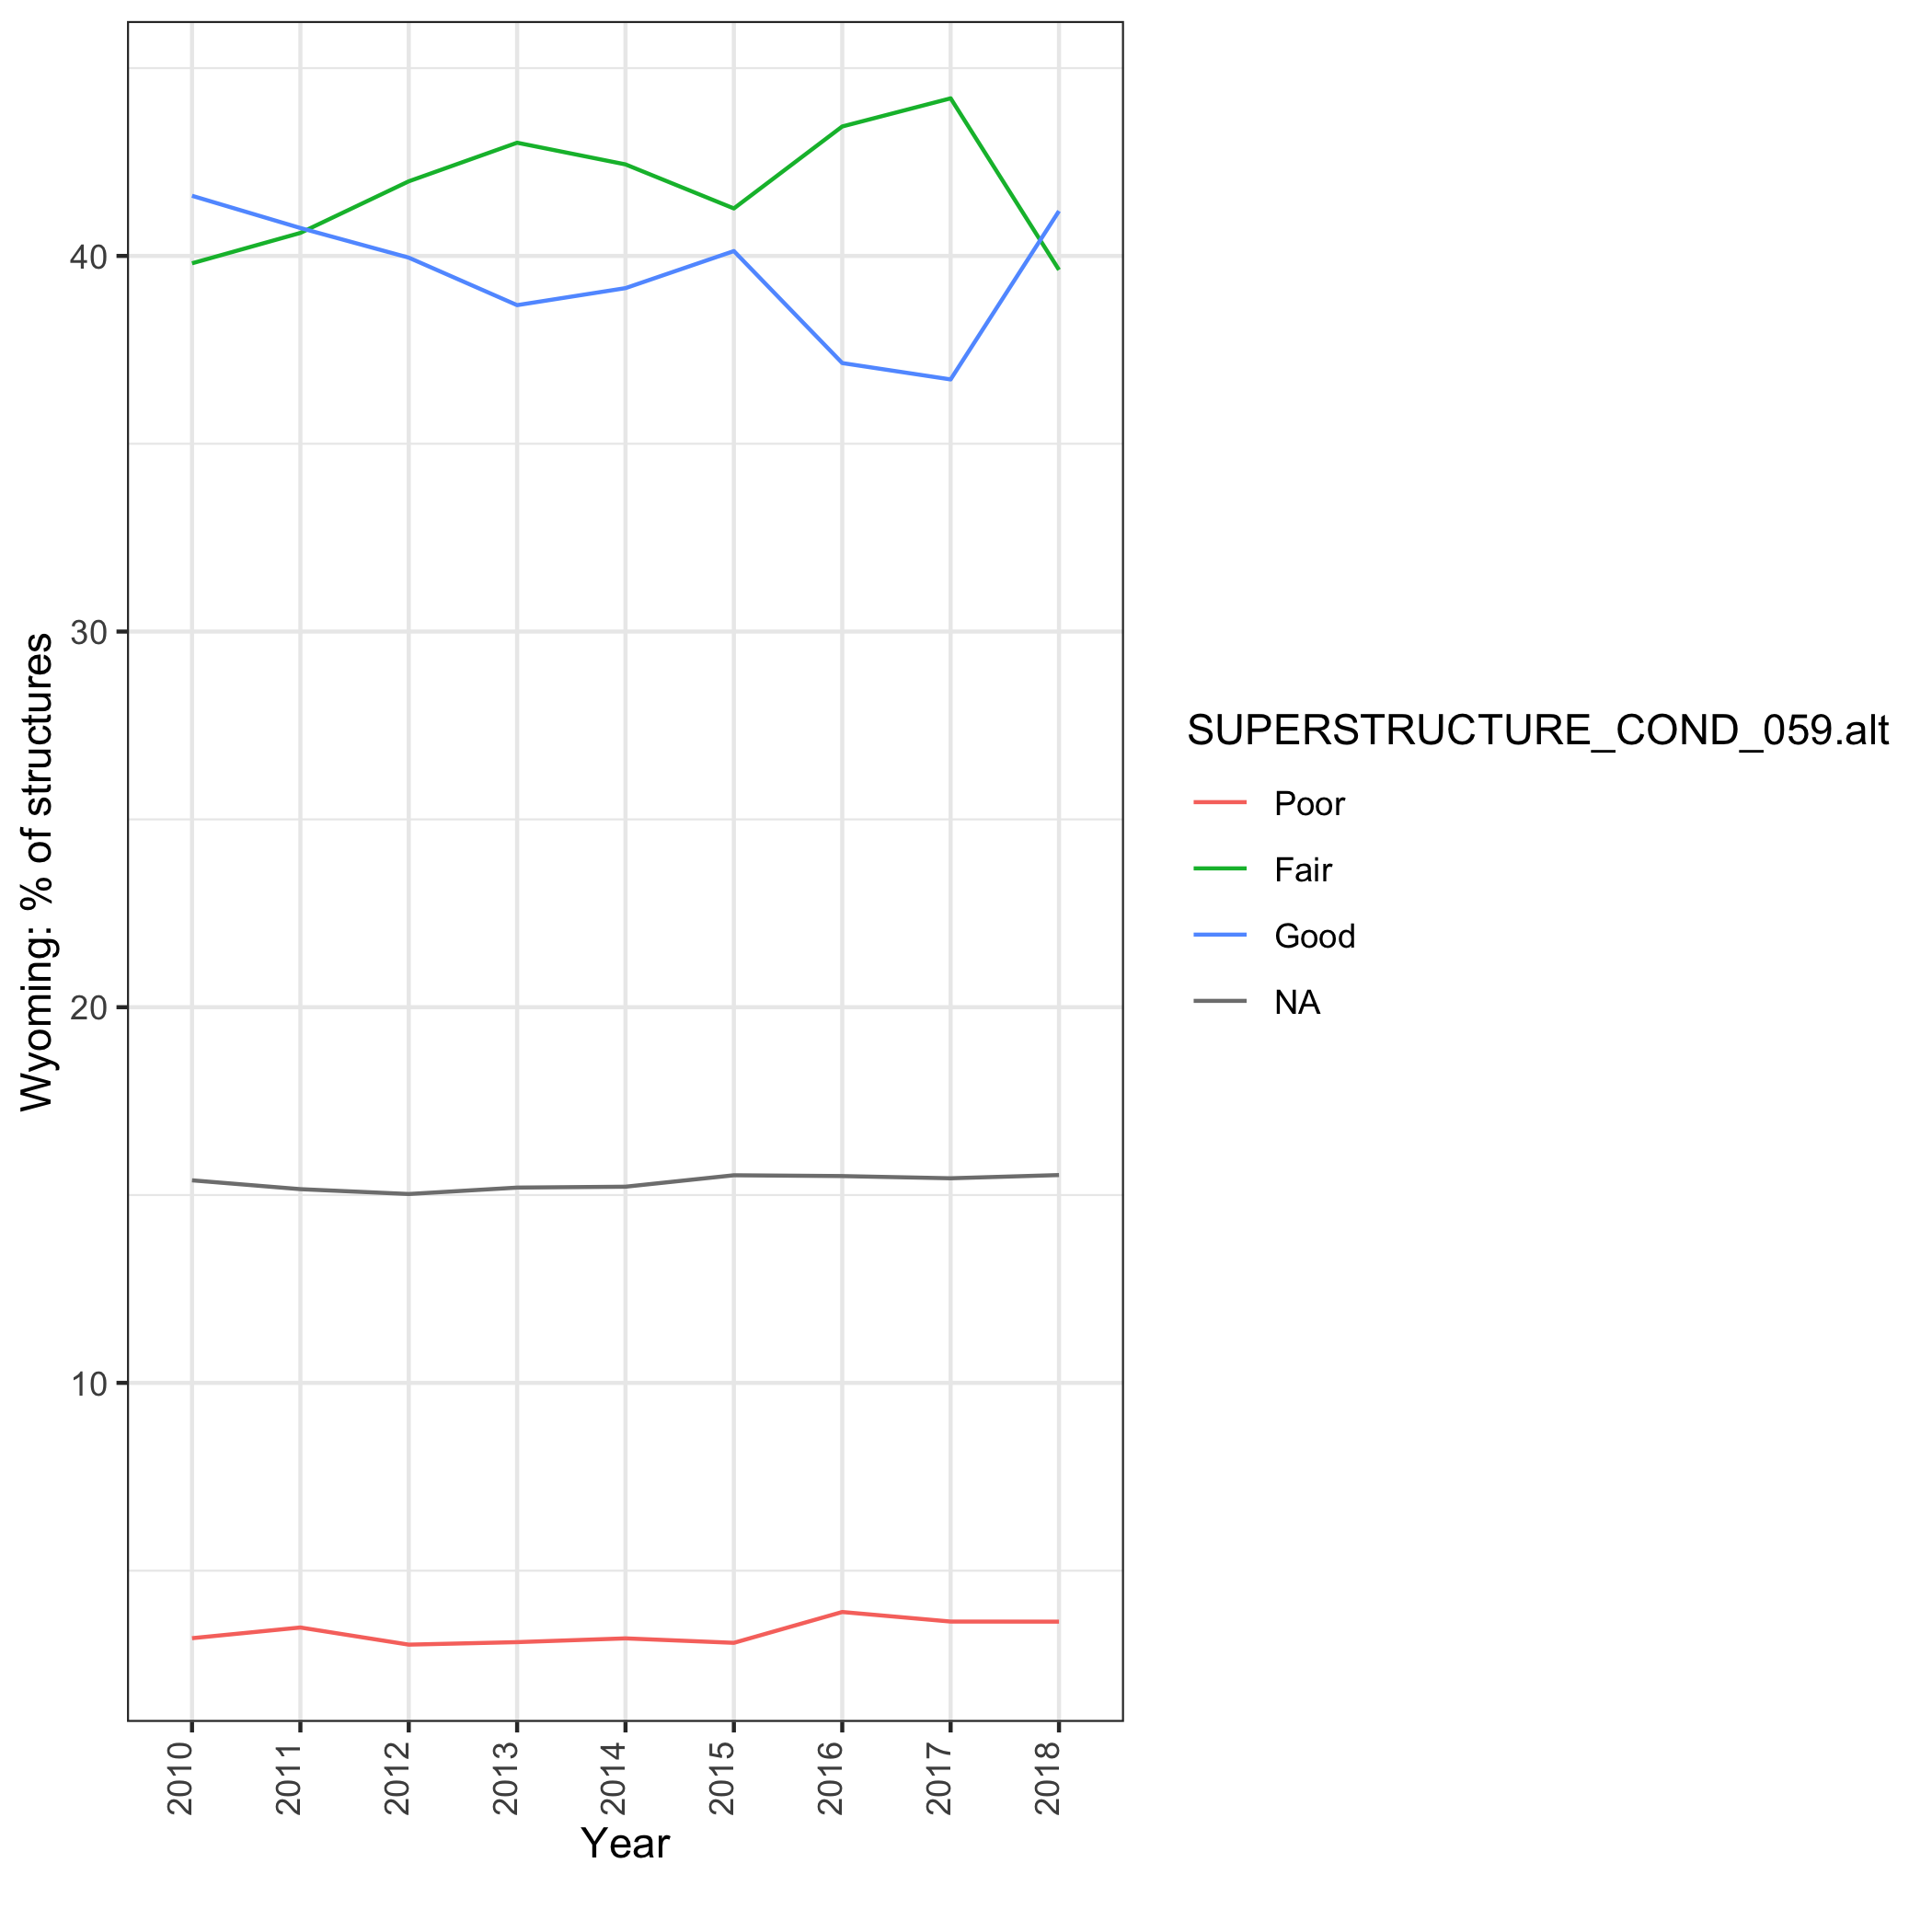 Wyoming: % of structures
40
30
20
10
2010
2011
2012
2013
2014
2015
2016
2017
2018
Year
SUPERSTRUCTURE_COND_059.alt
Poor
Fair
Good
NA